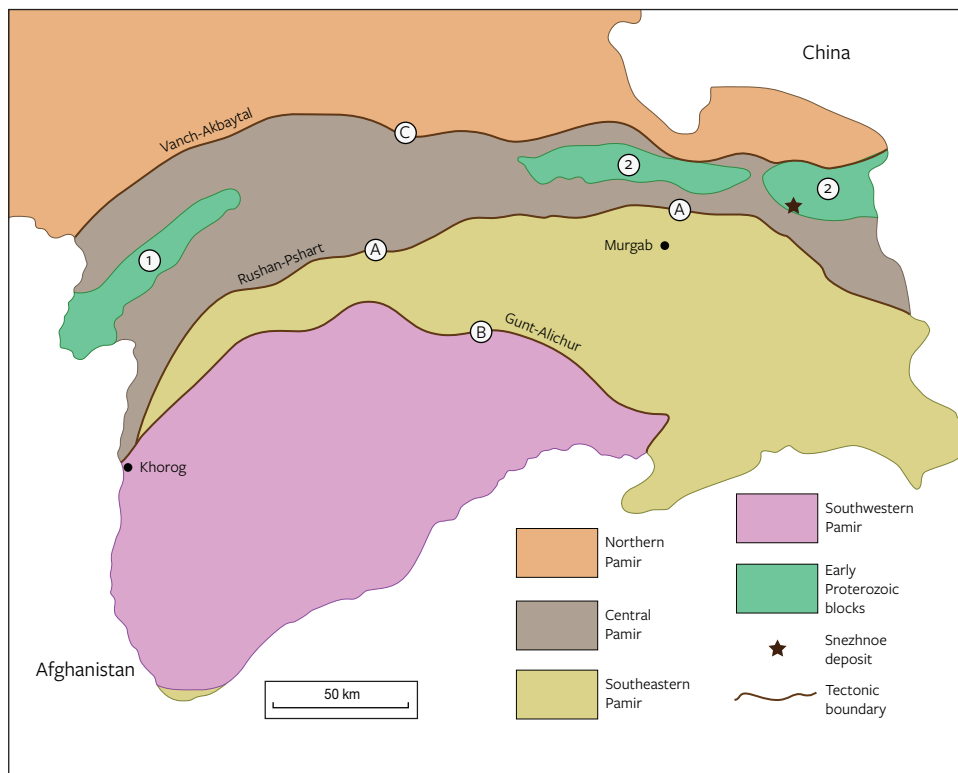 China
Vanch-Akbaytal
C
2
2
A
1
Rushan-Pshart
A
Murgab
B
Gunt-Alichur
Khorog
Afghanistan
50 km
Northern
Pamir
Central
Pamir
Southeastern
Pamir
Southwestern
Pamir
Early
Proterozoic
blocks
Snezhnoe
deposit
Tectonic
boundary